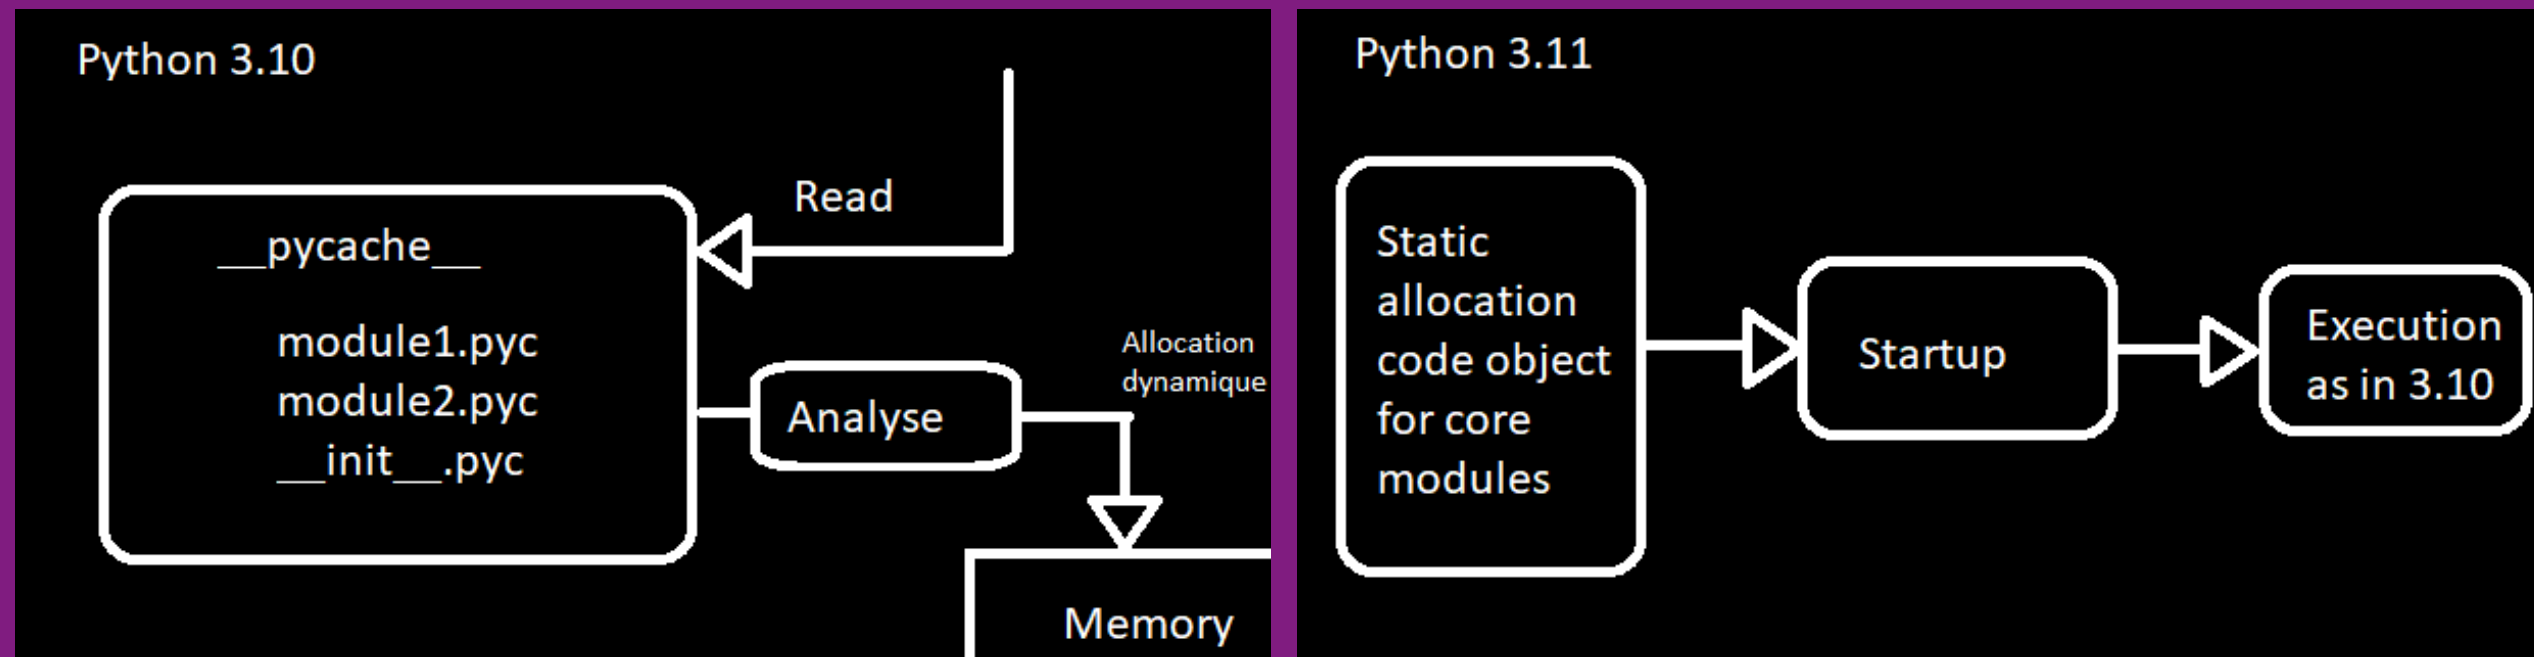 Python 3.10
Read
__pycache__
module1.pyc
module2.pyc
__init__.pyc
Analyse
Allocation
dynamique
Memory
Python 3.11
Static
allocation
code object
for core
modules
Startup
Execution
as in 3.10